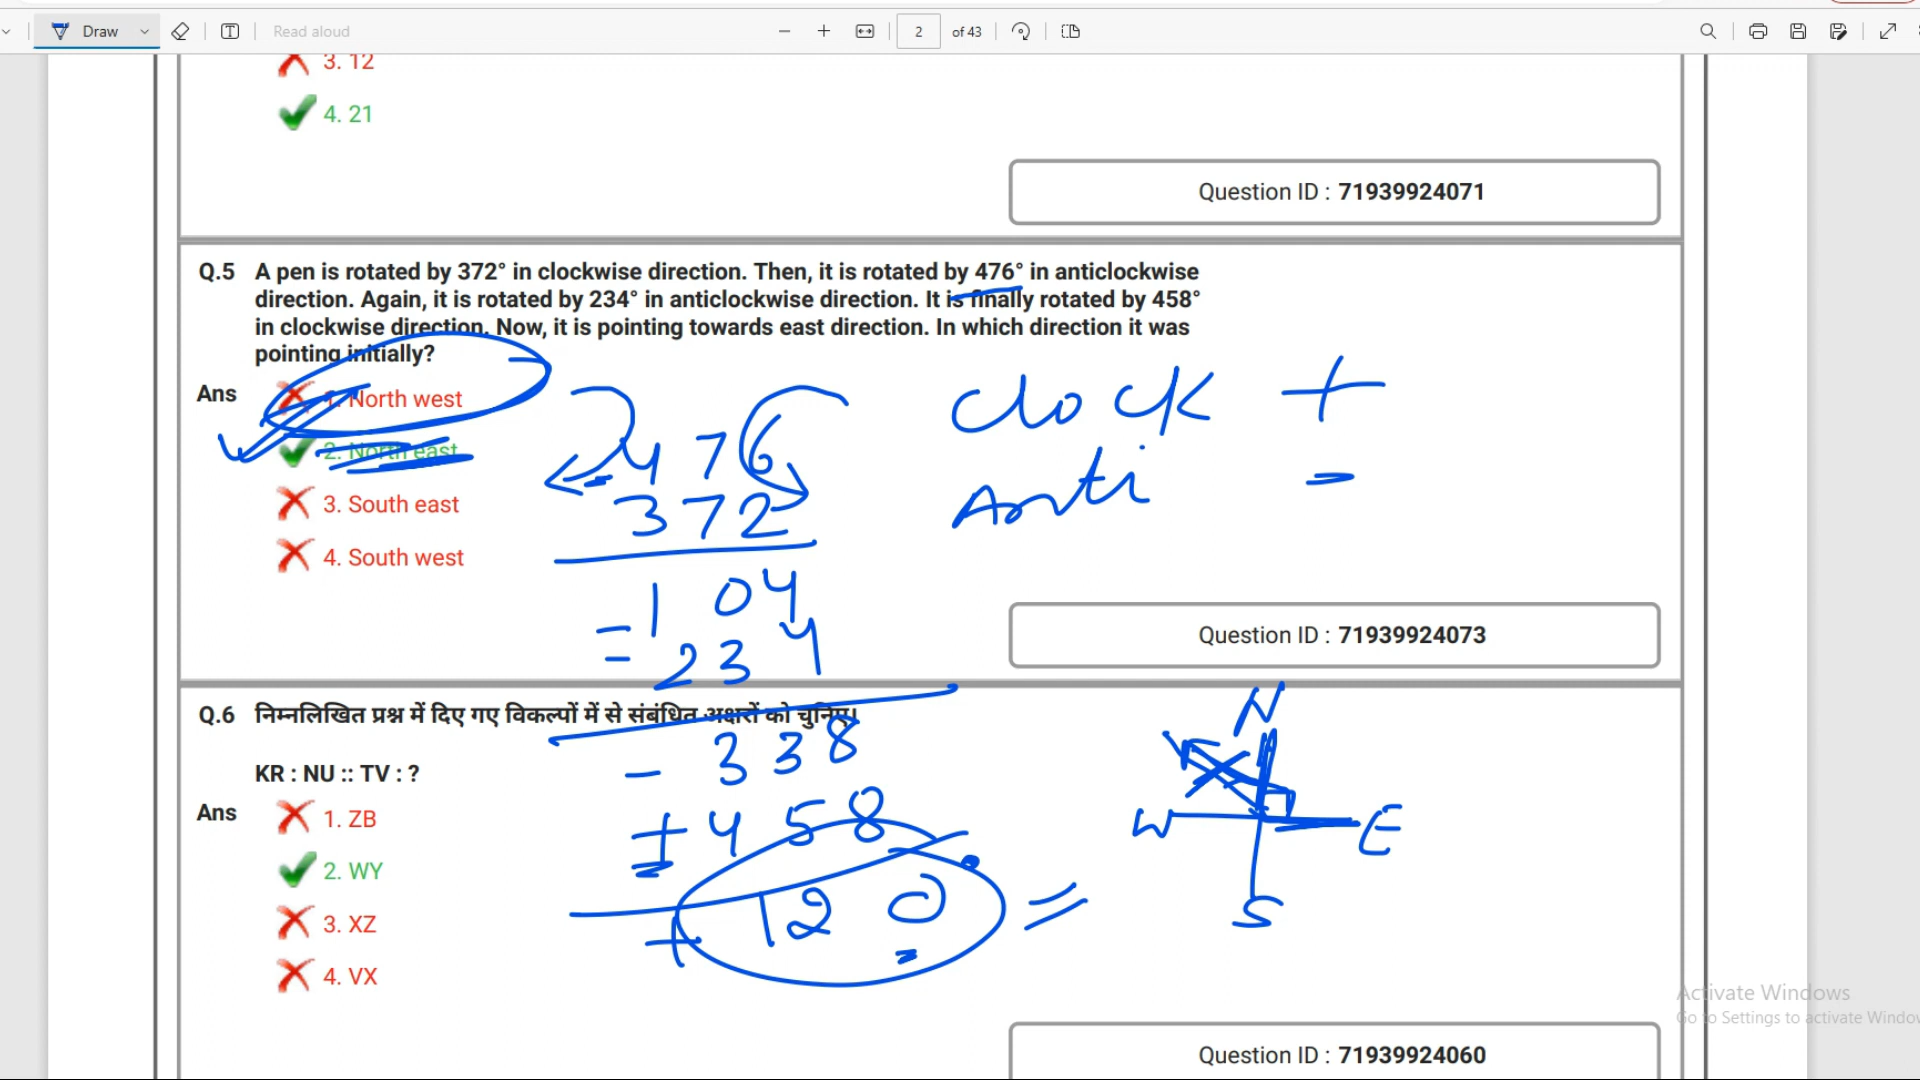 Draw
Read aloud
2 of 43
3. 12
4. 21
Question ID : 71939924071
Q.5 A pen is rotated by 372° in clockwise direction. Then, it is rotated by 476° in anticlockwise
direction. Again, it is rotated by 234° in anticlockwise direction. It is finally rotated by 458°
in clockwise direction. Now, it is pointing towards east direction. In which direction it was
pointing initially?
Ans 1. North west
2. North east
3. South east
4. South west
Clock +
Anti -
- 476
372
104
= 234
- 338
+ 458
+ 120 =
N
W E
S
Question ID : 71939924073
Q.6 निम्नलिखित प्रश्न में दिए गए विकल्पों में से संबंधित अक्षरों को चुनिए।
KR : NU :: TV : ?
Ans 1. ZB
2. WY
3. XZ
4. VX
Activate Windows
Go to Settings to activate Window
Question ID : 71939924060